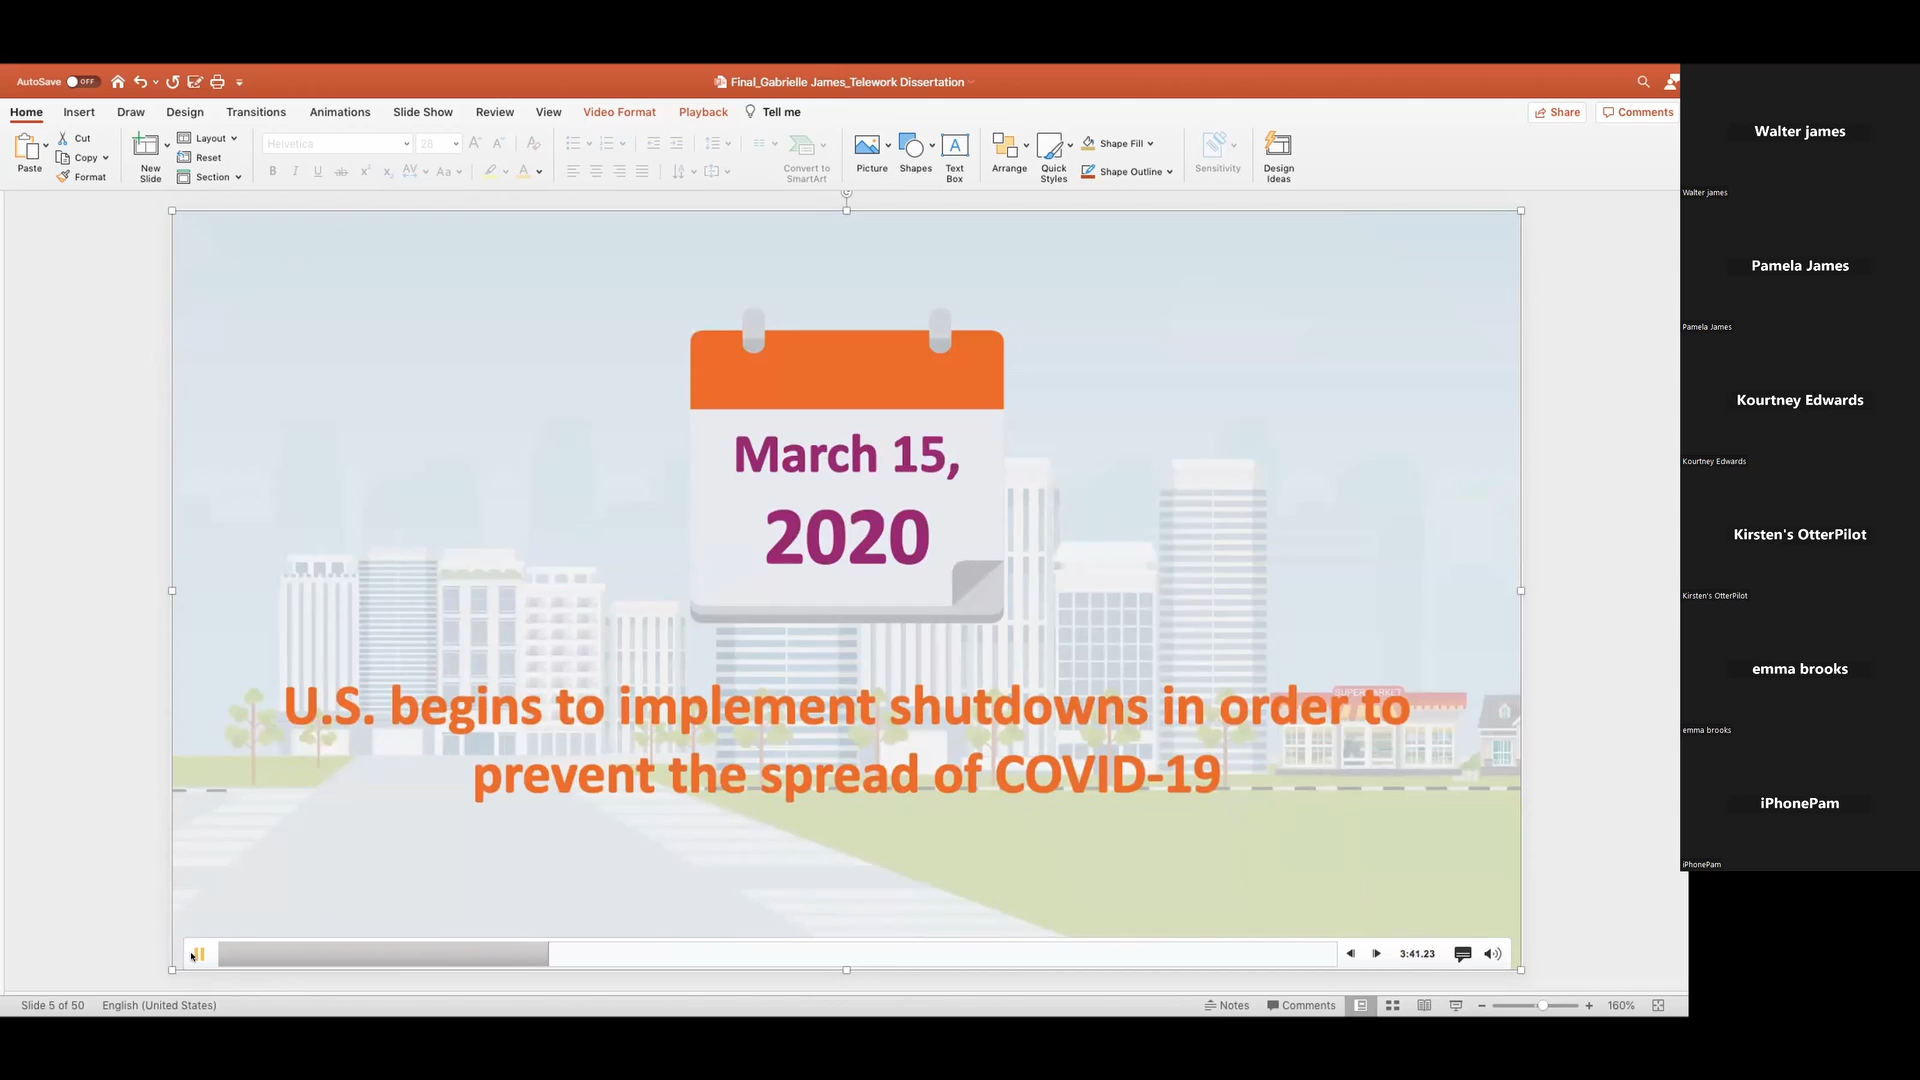 AutoSave OFF
Final_Gabrielle James_Telework Dissertation
Home Insert Draw Design Transitions Animations Slide Show Review View Video Format Playback Tell me
Share Comments
Paste
Cut
Copy
Format
New
Slide
Layout
Reset
Section
Helvetica 28
Convert to
SmartArt
Picture
Shapes
Text
Box
Arrange
Quick
Styles
Shape Fill
Shape Outline
Sensitivity
Design
Ideas
March 15,
2020
U.S. begins to implement shutdowns in order to
prevent the spread of COVID-19
SUPERMARKET
3:41.23
Slide 5 of 50 English (United States)
Notes Comments 160%
Walter james
Walter james
Pamela James
Pamela James
Kourtney Edwards
Kourtney Edwards
Kirsten's OtterPilot
Kirsten's OtterPilot
emma brooks
emma brooks
iPhonePam
iPhonePam